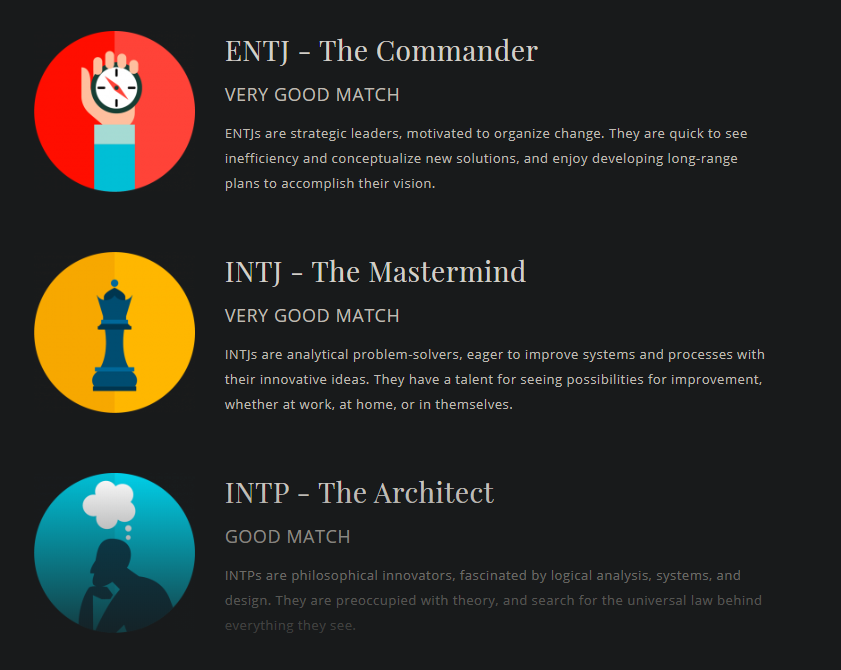 ENTJ – The Commander
VERY GOOD MATCH
ENTJs are strategic leaders, motivated to organize change. They are quick to see
inefficiency and conceptualize new solutions, and enjoy developing long-range
plans to accomplish their vision.
INTJ – The Mastermind
VERY GOOD MATCH
INTJs are analytical problem-solvers, eager to improve systems and processes with
their innovative ideas. They have a talent for seeing possibilities for improvement,
whether at work, at home, or in themselves.
INTP – The Architect
GOOD MATCH
INTPs are philosophical innovators, fascinated by logical analysis, systems, and
design. They are preoccupied with theory, and search for the universal law behind
everything they see.